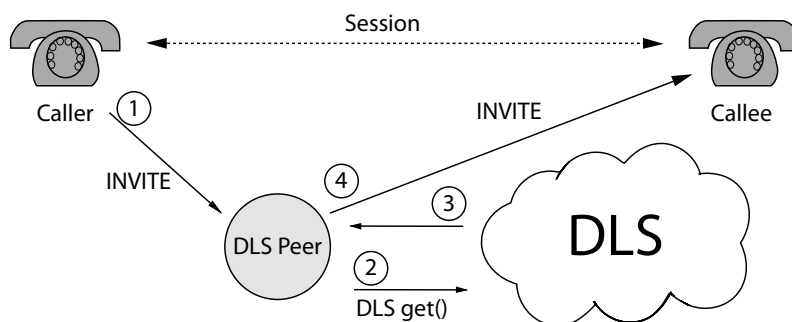 Session
Caller
Callee
1
INVITE
INVITE
4
3
DLS Peer
DLS
2
DLS get()